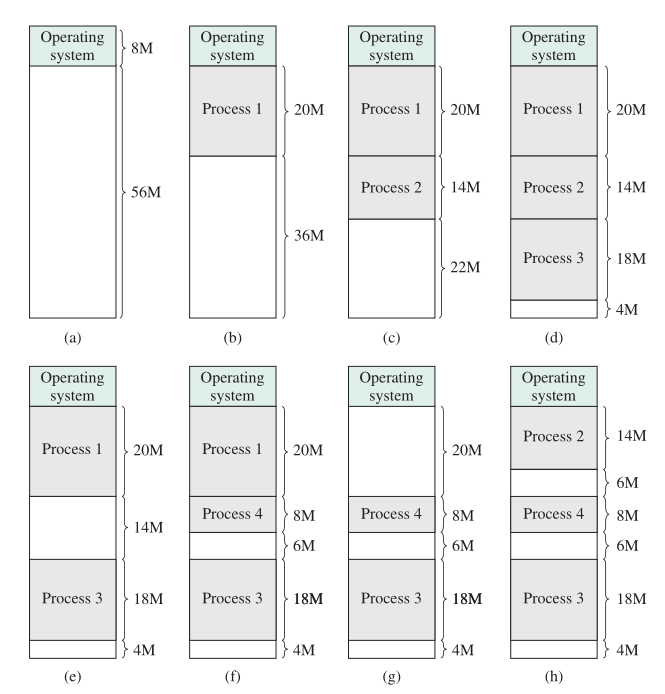 Operating
system
8M
56M
(a)
Operating
system
Process 1
20M
36M
(b)
Operating
system
Process 1
20M
Process 2
14M
22M
(c)
Operating
system
Process 1
20M
Process 2
14M
Process 3
18M
4M
(d)
Operating
system
Process 1
20M
14M
Process 3
18M
4M
(e)
Operating
system
Process 1
20M
Process 4
8M
6M
Process 3
18M
4M
(f)
Operating
system
20M
Process 4
8M
6M
Process 3
18M
4M
(g)
Operating
system
Process 2
14M
6M
Process 4
8M
6M
Process 3
18M
4M
(h)